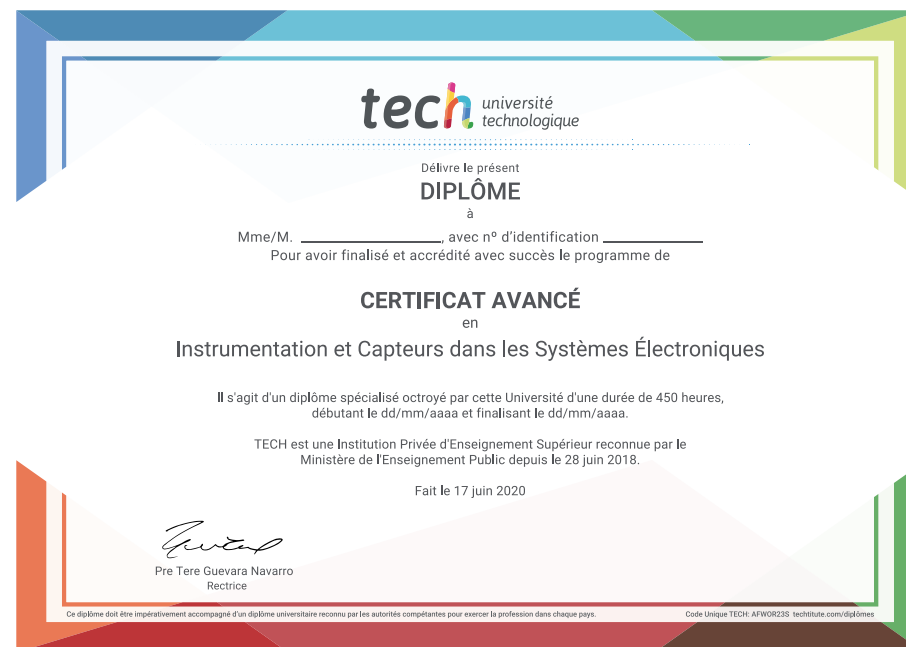 tech université
technologique
Délivre le présent
DIPLÔME
à
Mme/M. ____________________, avec nº d'identification ______________
Pour avoir finalisé et accrédité avec succès le programme de
CERTIFICAT AVANCÉ
en
Instrumentation et Capteurs dans les Systèmes Électroniques
Il s'agit d'un diplôme spécialisé octroyé par cette Université d'une durée de 450 heures,
débutant le dd/mm/aaaa et finalisant le dd/mm/aaaa.
TECH est une Institution Privée d'Enseignement Supérieur reconnue par le
Ministère de l'Enseignement Public depuis le 28 juin 2018.
Fait le 17 juin 2020
Pre Tere Guevara Navarro
Rectrice
Ce diplôme doit être impérativement accompagné d'un diplôme universitaire reconnu par les autorités compétentes pour exercer la profession dans chaque pays.
Code Unique TECH: AFWOR23S techtitute.com/diplômes